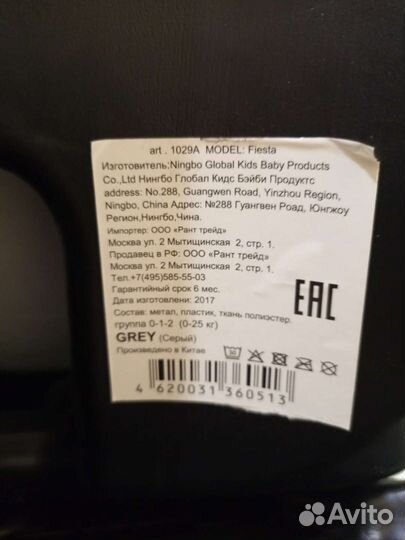 art.. 1029A MODEL: Fiesta
Изготовитель:Ningbo Global Kids Baby Products
Co.,Ltd Нингбо Глобал Кидс Бэйби Продуктс
address: No.288, Guangwen Road, Yinzhou Region,
Ningbo, China Адрес: №288 Гуангвен Роад, Юнгжоу
Регион,Нингбо,Чина.
Импортер: ООО «Рант трейд»
Москва ул. 2 Мытищинская 2, стр. 1.
Продавец в РФ: ООО «Рант трейд»
Москва ул. 2 Мытищинская 2, стр. 1.
Тел.+7(495)585-55-03
Гарантийный срок 6 мес.
Дата изготовлени: 2017
Состав: метал, пластик, ткань полиэстер.
группа 0-1-2 (0-25 кг)
GREY (Серый)
Произведено в Китае
EAC
30
4 620031 360513
Avito